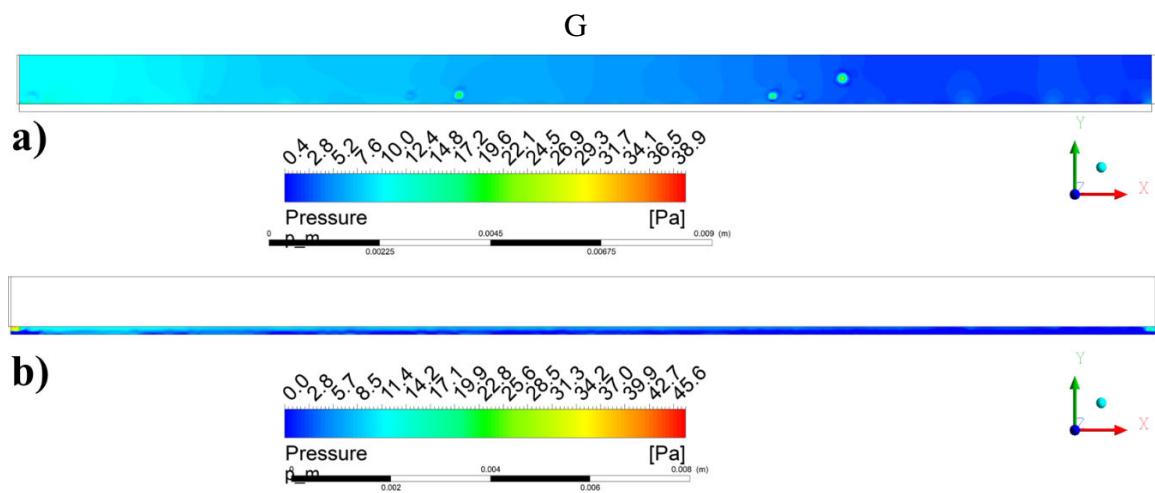 G
a)
0.4 2.8 5.2 7.6 10.0 12.4 14.8 17.2 19.6 22.1 24.5 26.9 29.3 31.7 34.1 36.5 38.9
Pressure [Pa]
p_m
0 0.0045 0.009 (m)
0.00225 0.00675
Y
X
Z
b)
0.0 2.8 5.7 8.5 11.4 14.2 17.1 19.9 22.8 25.6 28.5 31.3 34.2 37.0 39.9 42.7 45.6
Pressure [Pa]
p_m
0 0.004 0.008 (m)
0.002 0.006
Y
X
Z